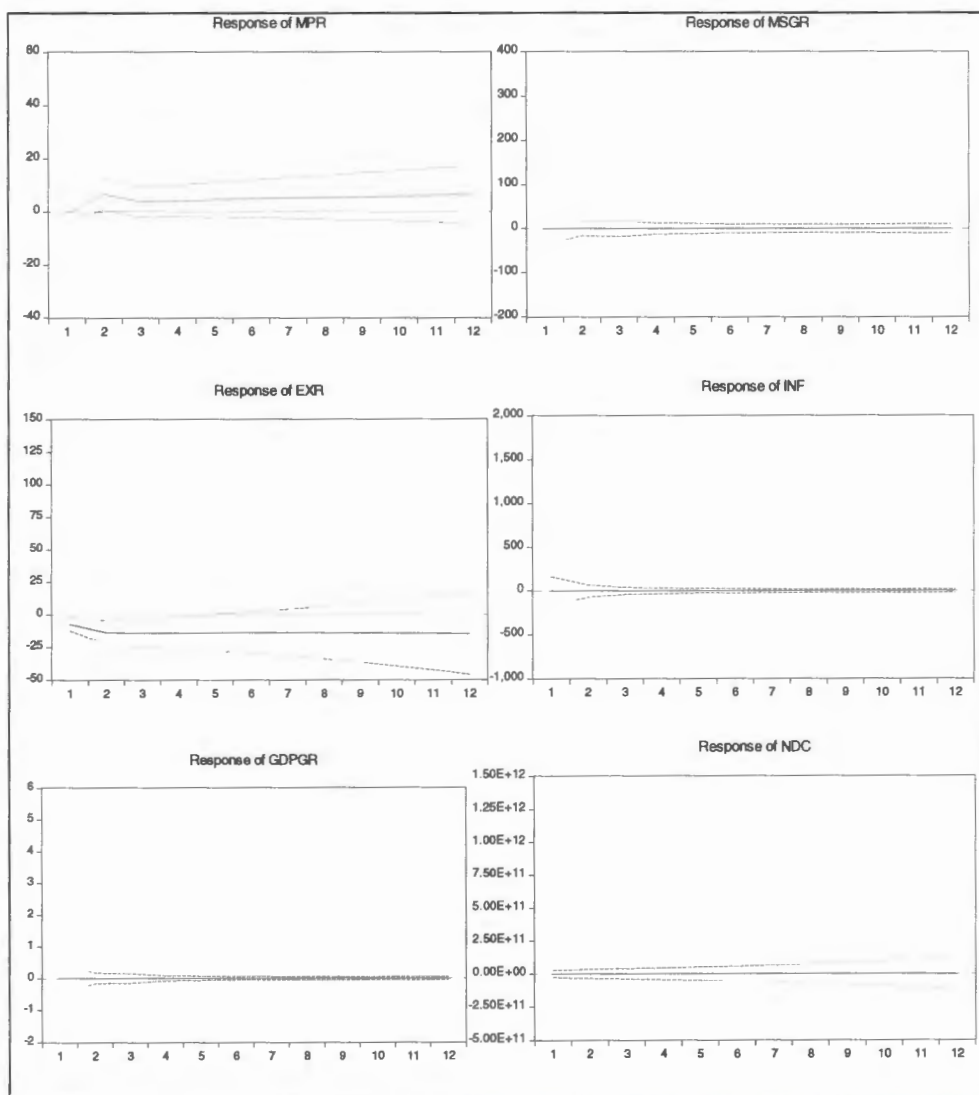 Response of MPR
60
40
20
0
-20
-40
1 2 3 4 5 6 7 8 9 10 11 12
Response of MSGR
400
300
200
100
0
-100
-200
1 2 3 4 5 6 7 8 9 10 11 12
Response of EXR
150
125
100
75
50
25
0
-25
-50
1 2 3 4 5 6 7 8 9 10 11 12
Response of INF
2,000
1,500
1,000
500
0
-500
-1,000
1 2 3 4 5 6 7 8 9 10 11 12
Response of GDPGR
6
5
4
3
2
1
0
-1
-2
1 2 3 4 5 6 7 8 9 10 11 12
Response of NDC
1.50E+12
1.25E+12
1.00E+12
7.50E+11
5.00E+11
2.50E+11
0.00E+00
-2.50E+11
-5.00E+11
1 2 3 4 5 6 7 8 9 10 11 12